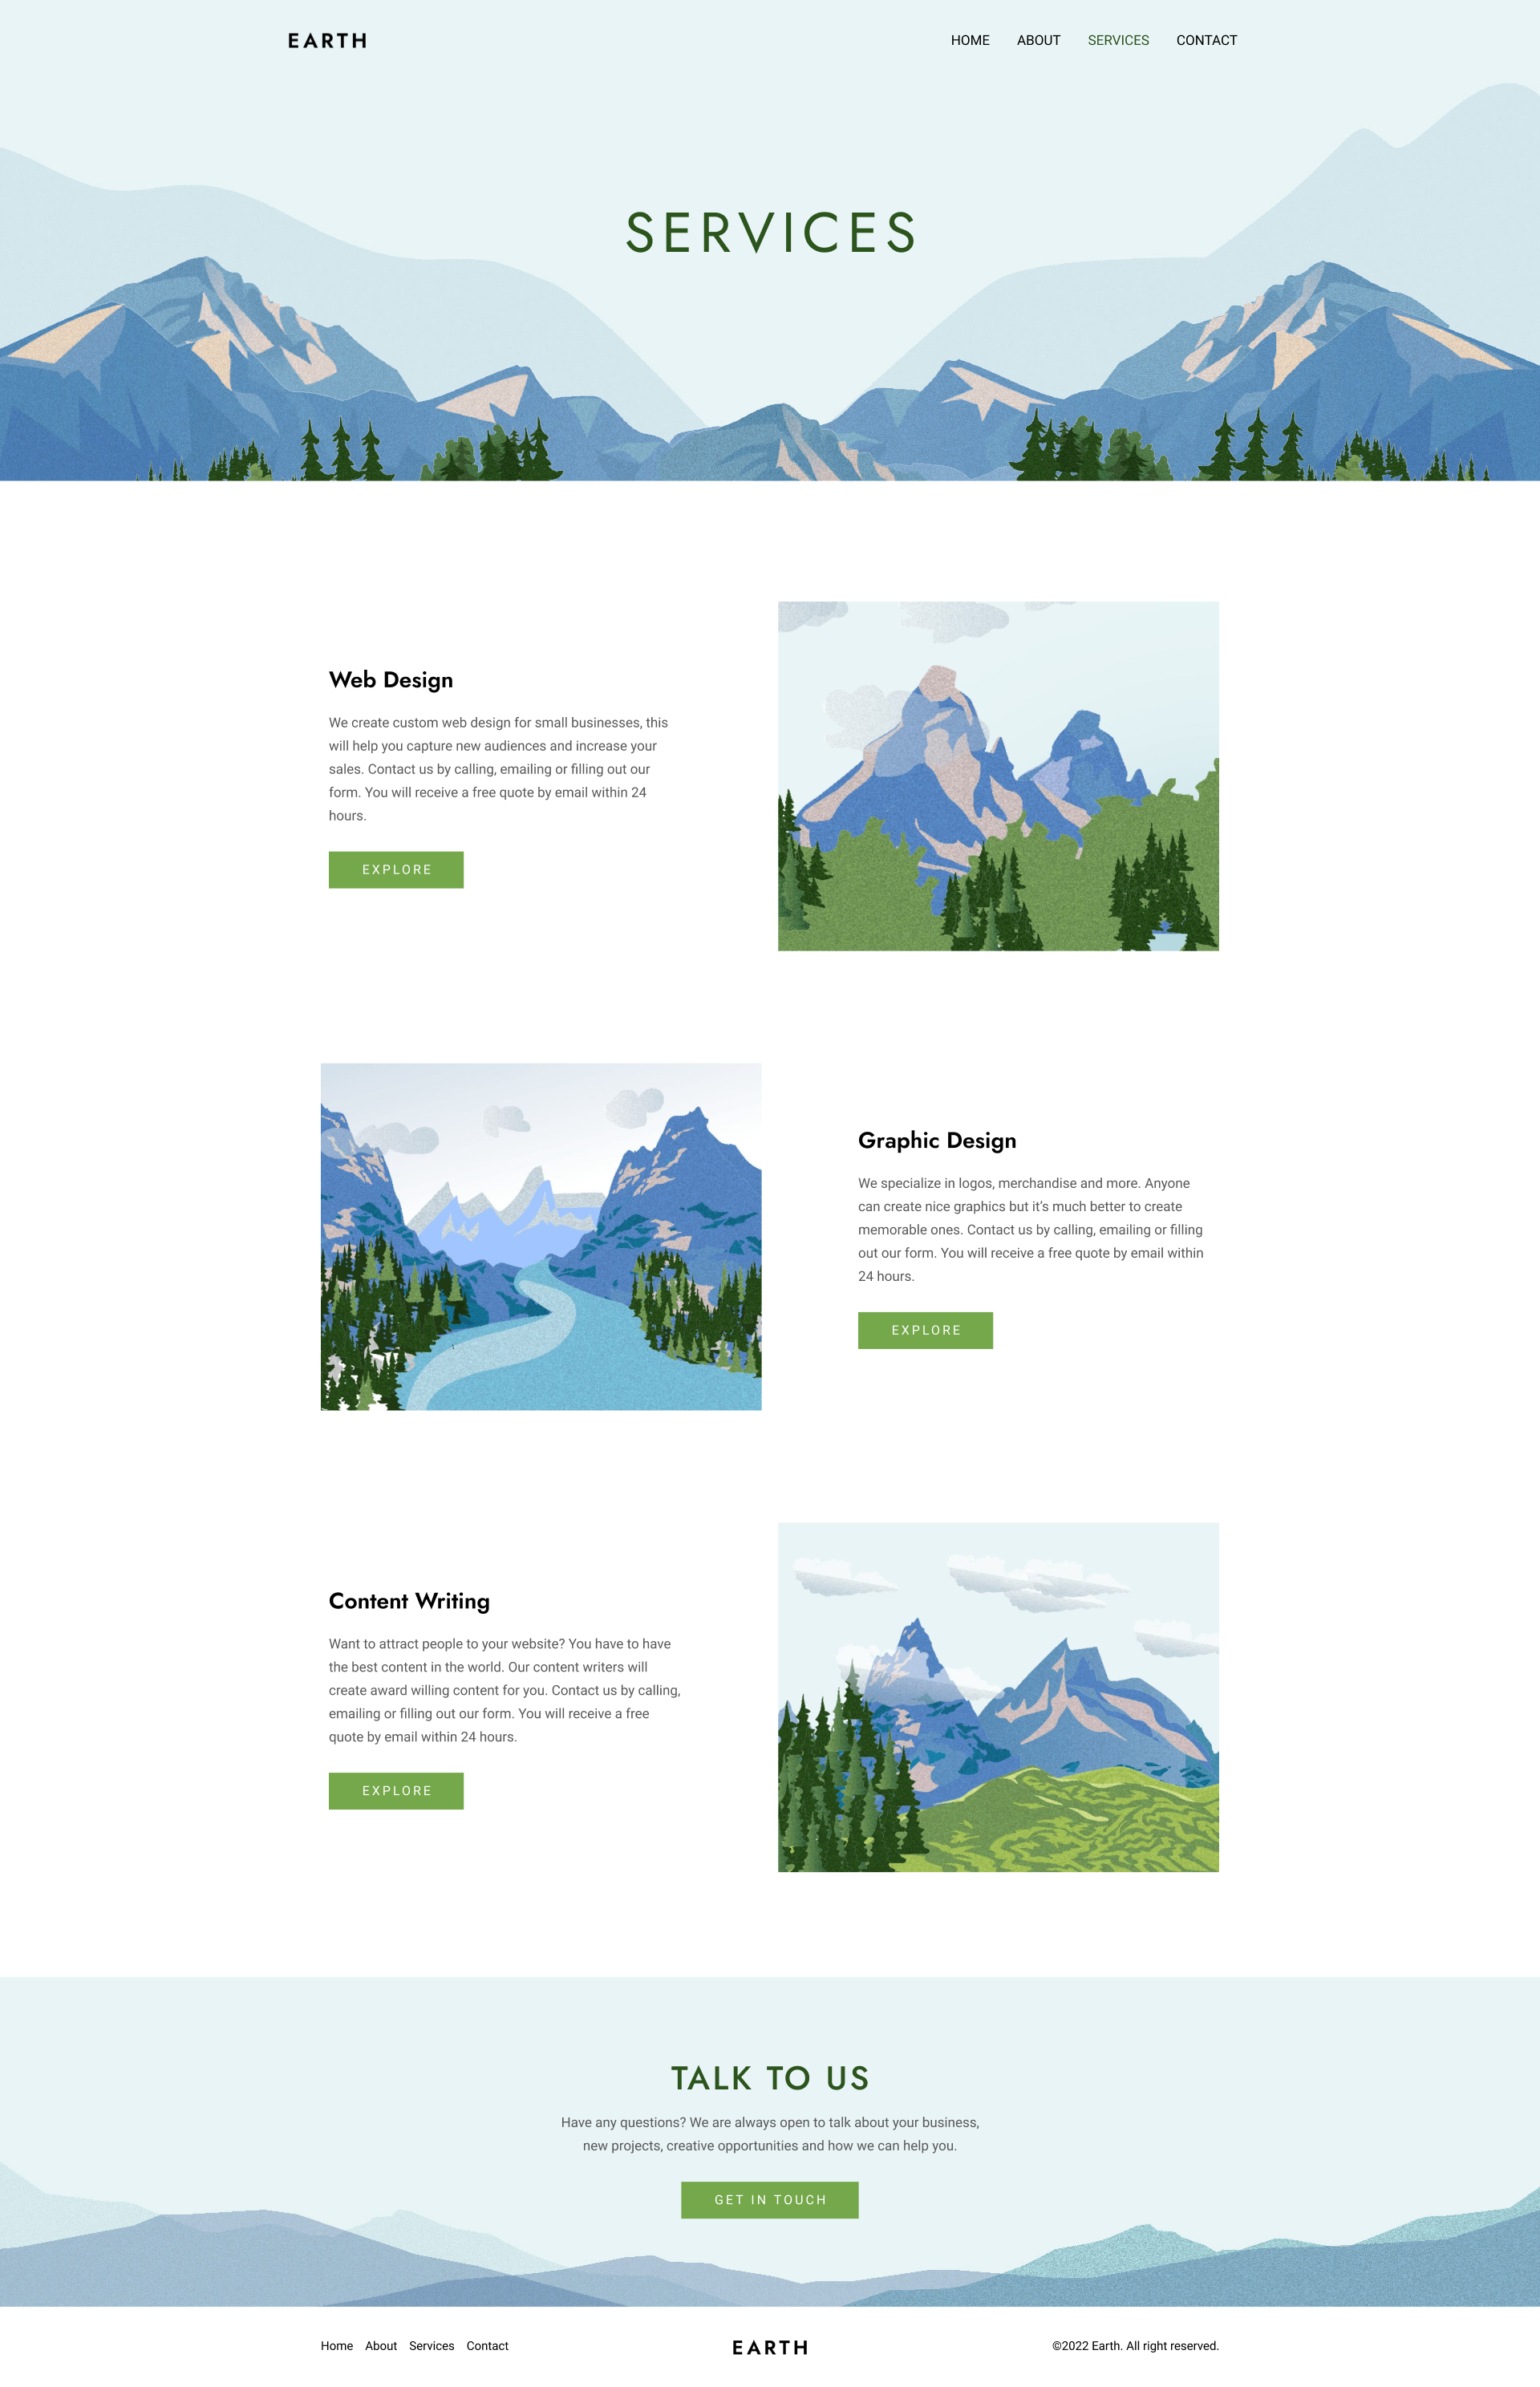 EARTH
HOME ABOUT SERVICES CONTACT
SERVICES
Web Design
We create custom web design for small businesses, this
will help you capture new audiences and increase your
sales. Contact us by calling, emailing or filling out our
form. You will receive a free quote by email within 24
hours.
EXPLORE
Graphic Design
We specialize in logos, merchandise and more. Anyone
can create nice graphics but it's much better to create
memorable ones. Contact us by calling, emailing or filling
out our form. You will receive a free quote by email within
24 hours.
EXPLORE
Content Writing
Want to attract people to your website? You have to have
the best content in the world. Our content writers will
create award willing content for you. Contact us by calling,
emailing or filling out our form. You will receive a free
quote by email within 24 hours.
EXPLORE
TALK TO US
Have any questions? We are always open to talk about your business,
new projects, creative opportunities and how we can help you.
GET IN TOUCH
Home About Services Contact
EARTH
©2022 Earth. All right reserved.